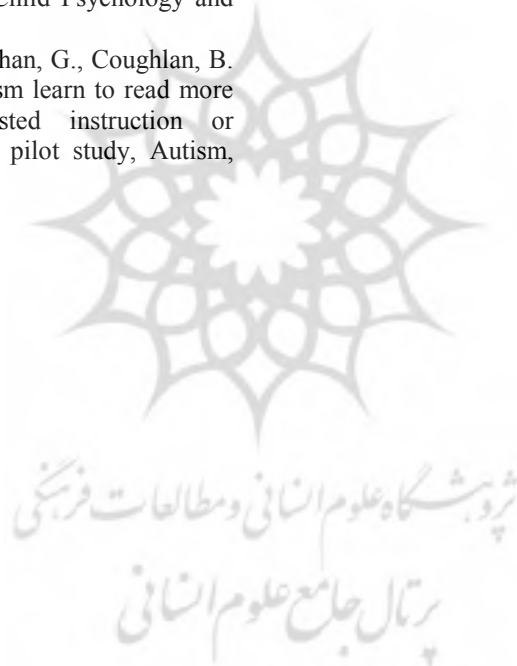 Child Psychology and
han, G., Coughlan, B.
sm learn to read more
sted instruction or
pilot study, Autism,
پژوهشگاه علوم انسانی و مطالعات فرهنگی
پرتال جامع علوم انسانی